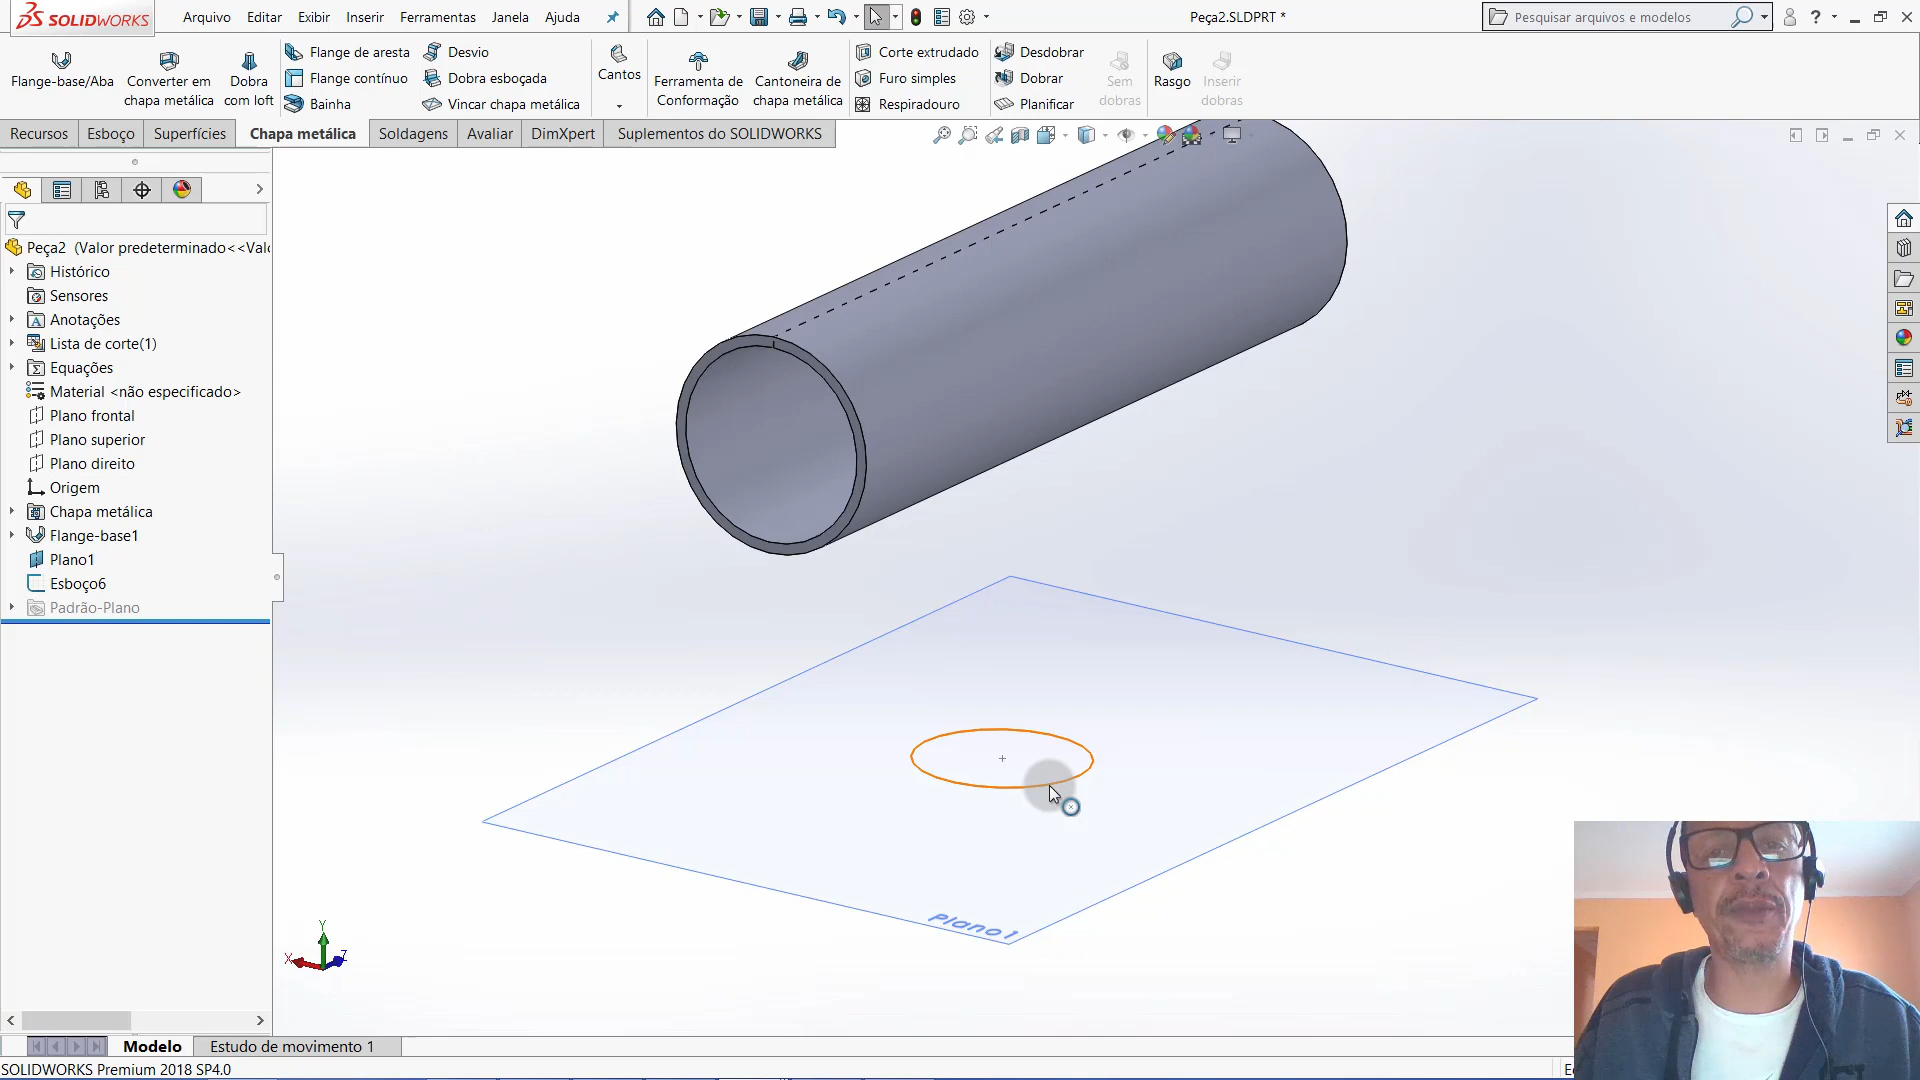 SOLIDWORKS
Arquivo Editar Exibir Inserir Ferramentas Janela Ajuda
Peça2.SLDPRT *
Pesquisar arquivos e modelos
Flange-base/Aba
Converter em
chapa metálica
Dobra
com loft
Flange de aresta
Flange contínuo
Bainha
Desvio
Dobra esboçada
Vincar chapa metálica
Cantos
Ferramenta de
Conformação
Cantoneira de
chapa metálica
Corte extrudado
Furo simples
Respiradouro
Desdobrar
Dobrar
Planificar
Sem
dobras
Rasgo
Inserir
dobras
Recursos Esboço Superfícies Chapa metálica Soldagens Avaliar DimXpert Suplementos do SOLIDWORKS
Peça2 (Valor predeterminado<<Valo
Histórico
Sensores
Anotações
Lista de corte(1)
Equações
Material <não especificado>
Plano frontal
Plano superior
Plano direito
Origem
Chapa metálica
Flange-base1
Plano1
Esboço6
Padrão-Plano
Plano1
Y
X
Z
Modelo Estudo de movimento 1
SOLIDWORKS Premium 2018 SP4.0